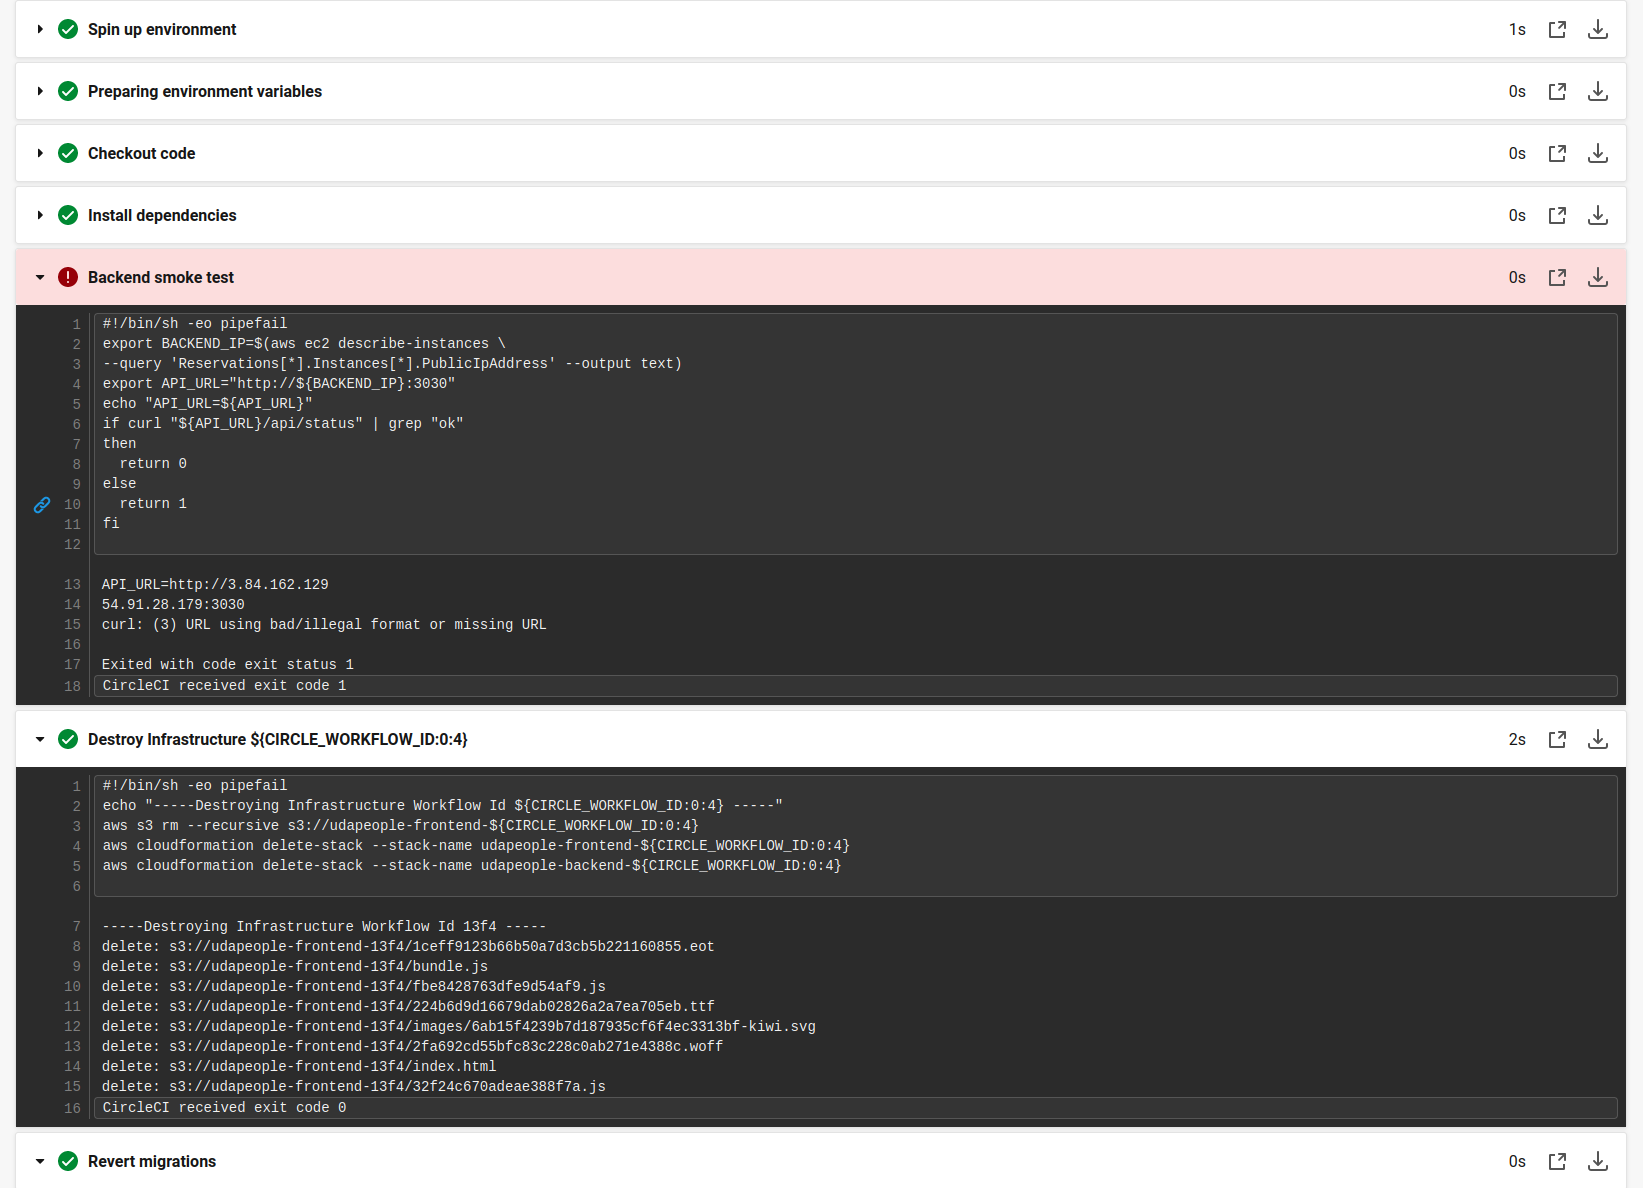 Spin up environment 1s
Preparing environment variables 0s
Checkout code 0s
Install dependencies 0s
Backend smoke test 0s
1 #!/bin/sh -eo pipefail
2 export BACKEND_IP=$(aws ec2 describe-instances \
3 --query 'Reservations[*].Instances[*].PublicIpAddress' --output text)
4 export API_URL="http://${BACKEND_IP}:3030"
5 echo "API_URL=${API_URL}"
6 if curl "${API_URL}/api/status" | grep "ok"
7 then
8   return 0
9 else
10   return 1
11 fi
12
13 API_URL=http://3.84.162.129
14 54.91.28.179:3030
15 curl: (3) URL using bad/illegal format or missing URL
16
17 Exited with code exit status 1
18 CircleCI received exit code 1
Destroy Infrastructure ${CIRCLE_WORKFLOW_ID:0:4} 2s
1 #!/bin/sh -eo pipefail
2 echo "-----Destroying Infrastructure Workflow Id ${CIRCLE_WORKFLOW_ID:0:4} -----"
3 aws s3 rm --recursive s3://udapeople-frontend-${CIRCLE_WORKFLOW_ID:0:4}
4 aws cloudformation delete-stack --stack-name udapeople-frontend-${CIRCLE_WORKFLOW_ID:0:4}
5 aws cloudformation delete-stack --stack-name udapeople-backend-${CIRCLE_WORKFLOW_ID:0:4}
6
7 -----Destroying Infrastructure Workflow Id 13f4 -----
8 delete: s3://udapeople-frontend-13f4/1ceff9123b66b50a7d3cb5b221160855.eot
9 delete: s3://udapeople-frontend-13f4/bundle.js
10 delete: s3://udapeople-frontend-13f4/fbe8428763dfe9d54af9.js
11 delete: s3://udapeople-frontend-13f4/224b6d9d16679dab02826a2a7ea705eb.ttf
12 delete: s3://udapeople-frontend-13f4/images/6ab15f4239b7d187935cf6f4ec3313bf-kiwi.svg
13 delete: s3://udapeople-frontend-13f4/2fa692cd55bfc83c228c0ab271e4388c.woff
14 delete: s3://udapeople-frontend-13f4/index.html
15 delete: s3://udapeople-frontend-13f4/32f24c670adeae388f7a.js
16 CircleCI received exit code 0
Revert migrations 0s